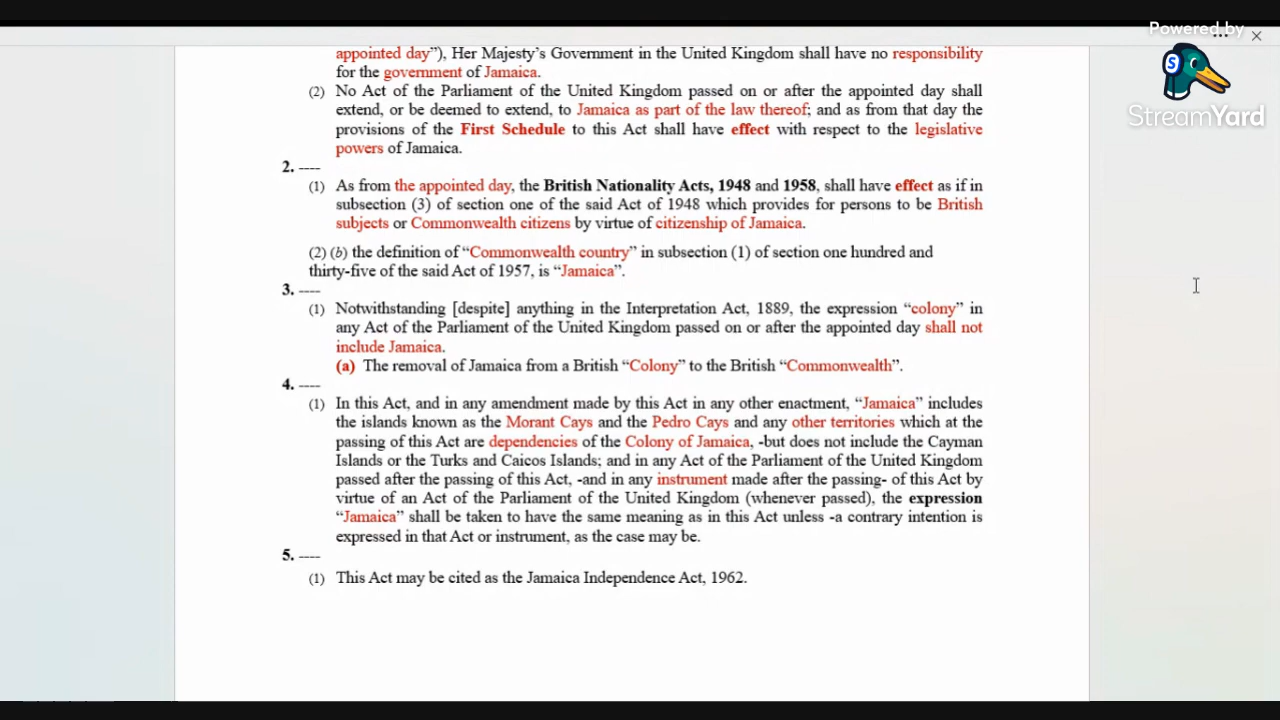 Powered by
StreamYard
appointed day”), Her Majesty’s Government in the United Kingdom shall have no responsibility
for the government of Jamaica.
(2) No Act of the Parliament of the United Kingdom passed on or after the appointed day shall
extend, or be deemed to extend, to Jamaica as part of the law thereof; and as from that day the
provisions of the First Schedule to this Act shall have effect with respect to the legislative
powers of Jamaica.
2. ----
(1) As from the appointed day, the British Nationality Acts, 1948 and 1958, shall have effect as if in
subsection (3) of section one of the said Act of 1948 which provides for persons to be British
subjects or Commonwealth citizens by virtue of citizenship of Jamaica.
(2) (b) the definition of “Commonwealth country” in subsection (1) of section one hundred and
thirty-five of the said Act of 1957, is “Jamaica”.
3. ----
(1) Notwithstanding [despite] anything in the Interpretation Act, 1889, the expression “colony” in
any Act of the Parliament of the United Kingdom passed on or after the appointed day shall not
include Jamaica.
(a) The removal of Jamaica from a British “Colony” to the British “Commonwealth”.
4. ----
(1) In this Act, and in any amendment made by this Act in any other enactment, “Jamaica” includes
the islands known as the Morant Cays and the Pedro Cays and any other territories which at the
passing of this Act are dependencies of the Colony of Jamaica, -but does not include the Cayman
Islands or the Turks and Caicos Islands; and in any Act of the Parliament of the United Kingdom
passed after the passing of this Act, -and in any instrument made after the passing- of this Act by
virtue of an Act of the Parliament of the United Kingdom (whenever passed), the expression
“Jamaica” shall be taken to have the same meaning as in this Act unless -a contrary intention is
expressed in that Act or instrument, as the case may be.
5. ----
(1) This Act may be cited as the Jamaica Independence Act, 1962.